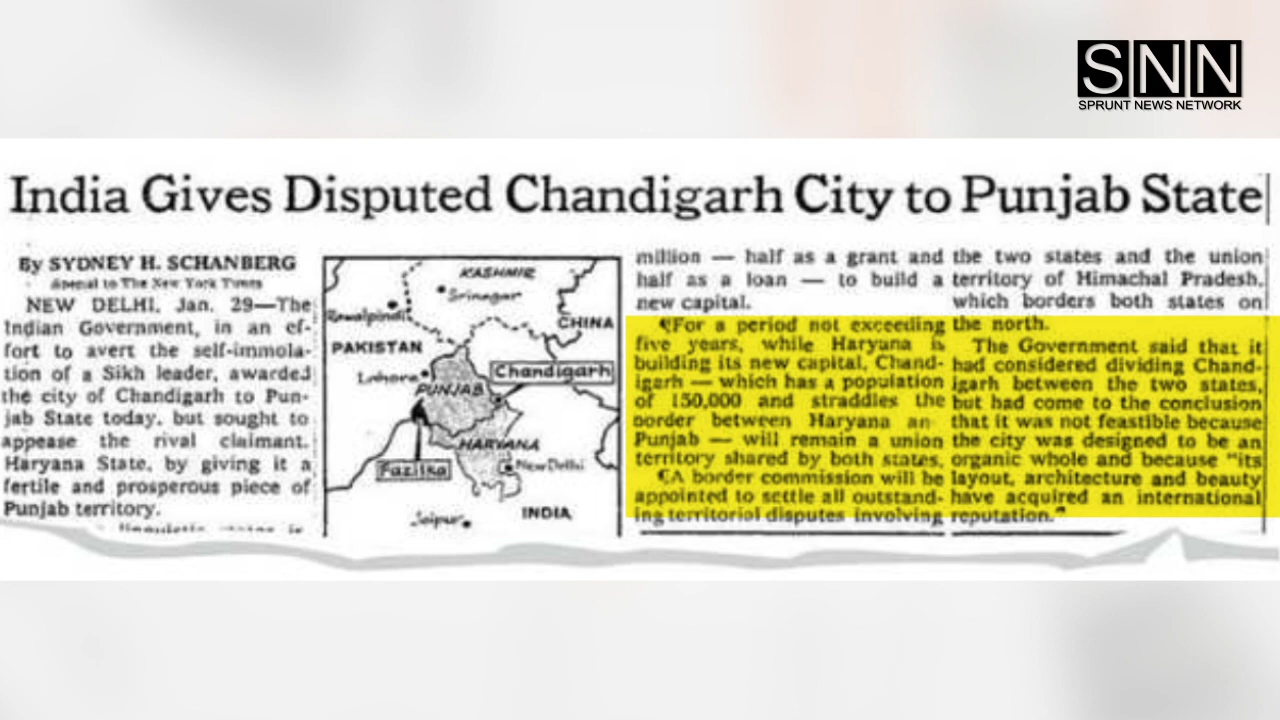 SNN
SPRUNT NEWS NETWORK
India Gives Disputed Chandigarh City to Punjab State
By SYDNEY H. SCHANBERG
Special to The New York Times
NEW DELHI, Jan. 29—The
Indian Government, in an ef-
fort to avert the self-immola-
tion of a Sikh leader, awarded
the city of Chandigarh to Pun-
jab State today, but sought to
appease the rival claimant,
Haryana State, by giving it a
fertile and prosperous piece of
Punjab territory.
KASHMIR
Srinagar
Rawalpindi
CHINA
PAKISTAN
Lahore
Chandigarh
PUNJAB
HARYANA
Fazilka
New Delhi
Jaipur
INDIA
million — half as a grant and
half as a loan — to build a
new capital.
¶For a period not exceeding
five years, while Haryana is
building its new capital, Chand-
igarh — which has a population
of 150,000 and straddles the
border between Haryana an
Punjab — will remain a union
territory shared by both states.
¶A border commission will be
appointed to settle all outstand-
ing territorial disputes involving
the two states and the union
territory of Himachal Pradesh,
which borders both states on
the north.
The Government said that it
had considered dividing Chand-
igarh between the two states,
but had come to the conclusion
that it was not feasible because
the city was designed to be an
organic whole and because "its
layout, architecture and beauty
have acquired an international
reputation."